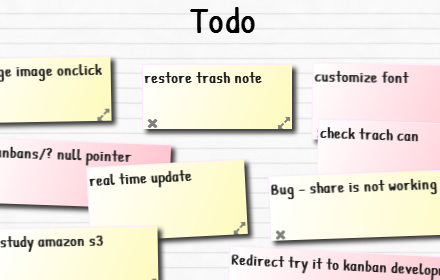 Todo
ge image onclick
restore trash note
customize font
check trach can
anbans/? null pointer
real time update
Bug - share is not working
study amazon s3
Redirect try it to kanban develop